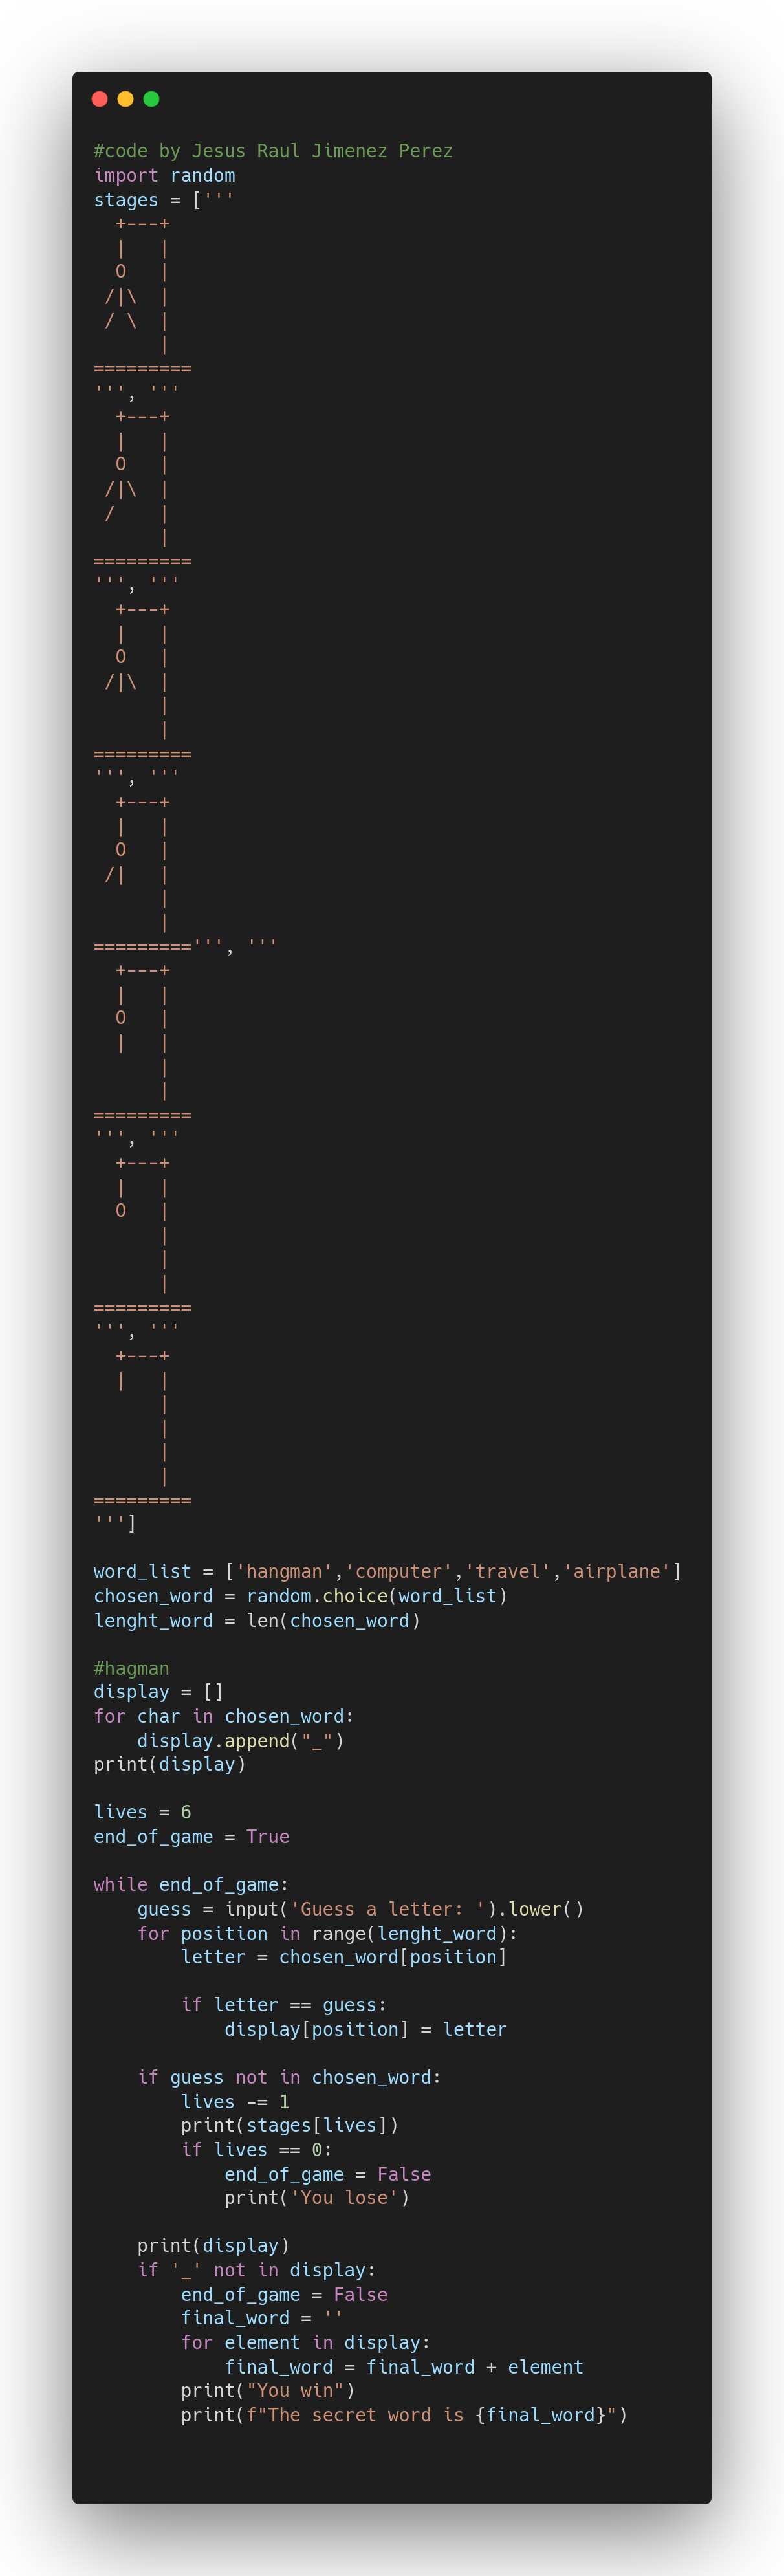 #code by Jesus Raul Jimenez Perez
import random
stages = ['''
  +---+
  |   |
  O   |
 /|\  |
 / \  |
      |
=========
''', '''
  +---+
  |   |
  O   |
 /|\  |
 /    |
      |
=========
''', '''
  +---+
  |   |
  O   |
 /|\  |
      |
      |
=========
''', '''
  +---+
  |   |
  O   |
 /|   |
      |
      |
=========''', '''
  +---+
  |   |
  O   |
  |   |
      |
      |
=========
''', '''
  +---+
  |   |
  O   |
      |
      |
      |
=========
''', '''
  +---+
  |   |
      |
      |
      |
      |
=========
''']

word_list = ['hangman','computer','travel','airplane']
chosen_word = random.choice(word_list)
lenght_word = len(chosen_word)

#hagman
display = []
for char in chosen_word:
    display.append("_")
print(display)

lives = 6
end_of_game = True

while end_of_game:
    guess = input('Guess a letter: ').lower()
    for position in range(lenght_word):
        letter = chosen_word[position]

        if letter == guess:
            display[position] = letter

    if guess not in chosen_word:
        lives -= 1
        print(stages[lives])
        if lives == 0:
            end_of_game = False
            print('You lose')

    print(display)
    if '_' not in display:
        end_of_game = False
        final_word = ''
        for element in display:
            final_word = final_word + element
        print("You win")
        print(f"The secret word is {final_word}")